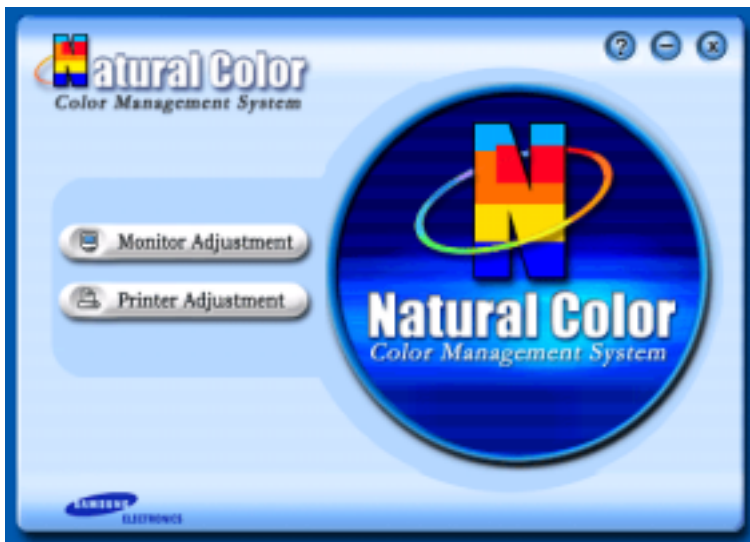 Natural Color
Color Management System
?
Monitor Adjustment
Printer Adjustment
N
Natural Color
Color Management System
SAMSUNG
ELECTRONICS